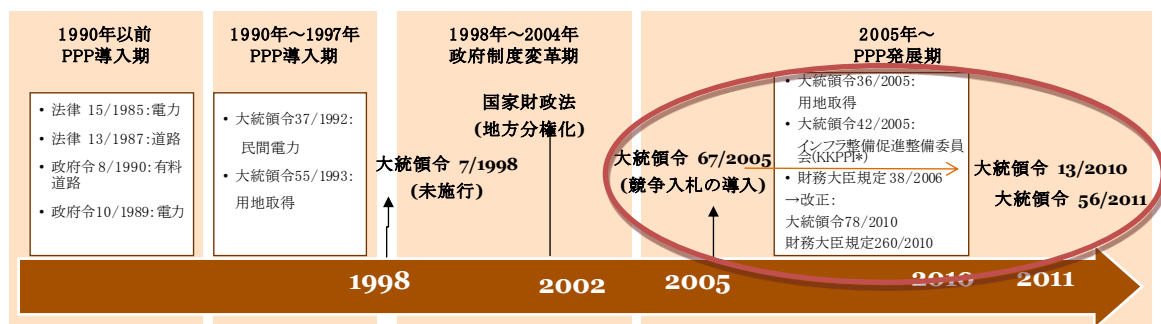 1990年以前
PPP導入期
• 法律 15/1985:電力
• 法律 13/1987:道路
• 政府令 8/1990:有料
道路
• 政府令10/1989:電力
1990年～1997年
PPP導入期
• 大統領令37/1992:
民間電力
• 大統領令55/1993:
用地取得
1998年～2004年
政府制度変革期
大統領令 7/1998
(未施行)
国家財政法
(地方分権化)
2005年～
PPP発展期
大統領令 67/2005
(競争入札の導入)
• 大統領令36/2005:
用地取得
• 大統領令42/2005:
インフラ整備促進整備委員
会(KKPPI*)
• 財務大臣規定 38/2006
→改正:
大統領令78/2010
財務大臣規定260/2010
大統領令 13/2010
大統領令 56/2011
1998
2002
2005
2010
2011